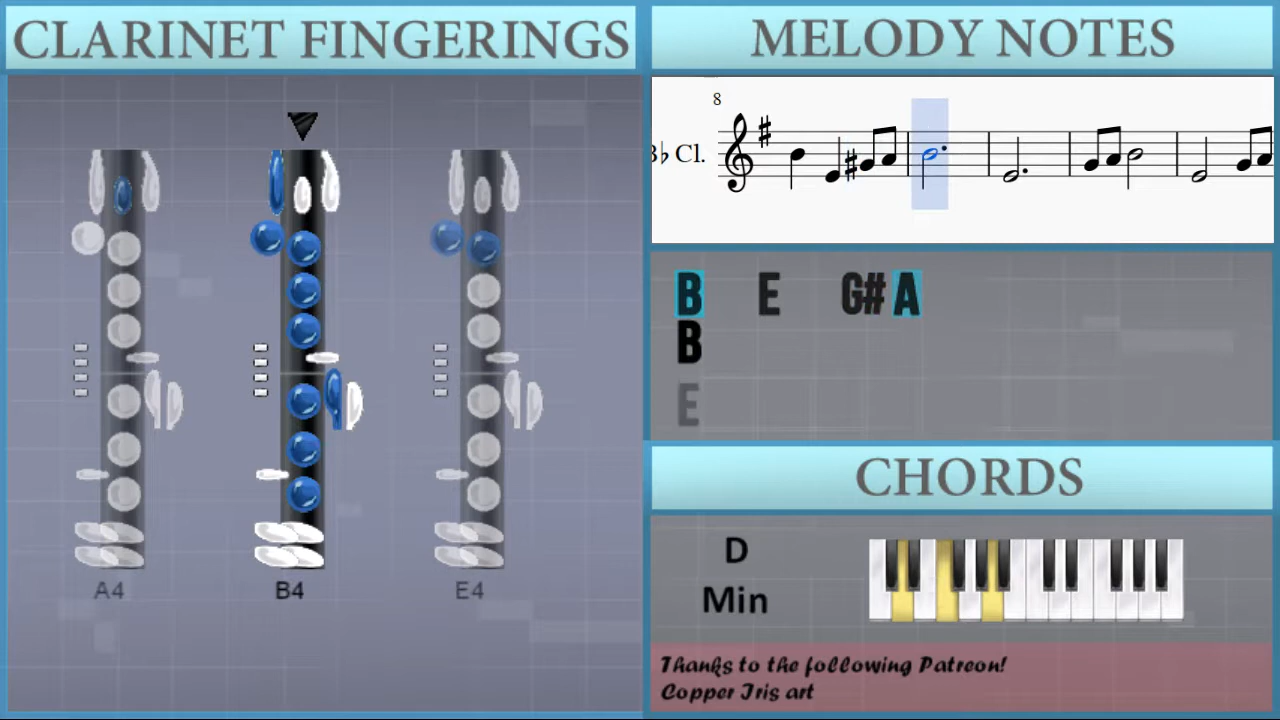 CLARINET FINGERINGS
A4 B4 E4
MELODY NOTES
8
B♭ Cl.
B E G# A
B
E
CHORDS
D
Min
Thanks to the following Patreon!
Copper Iris art